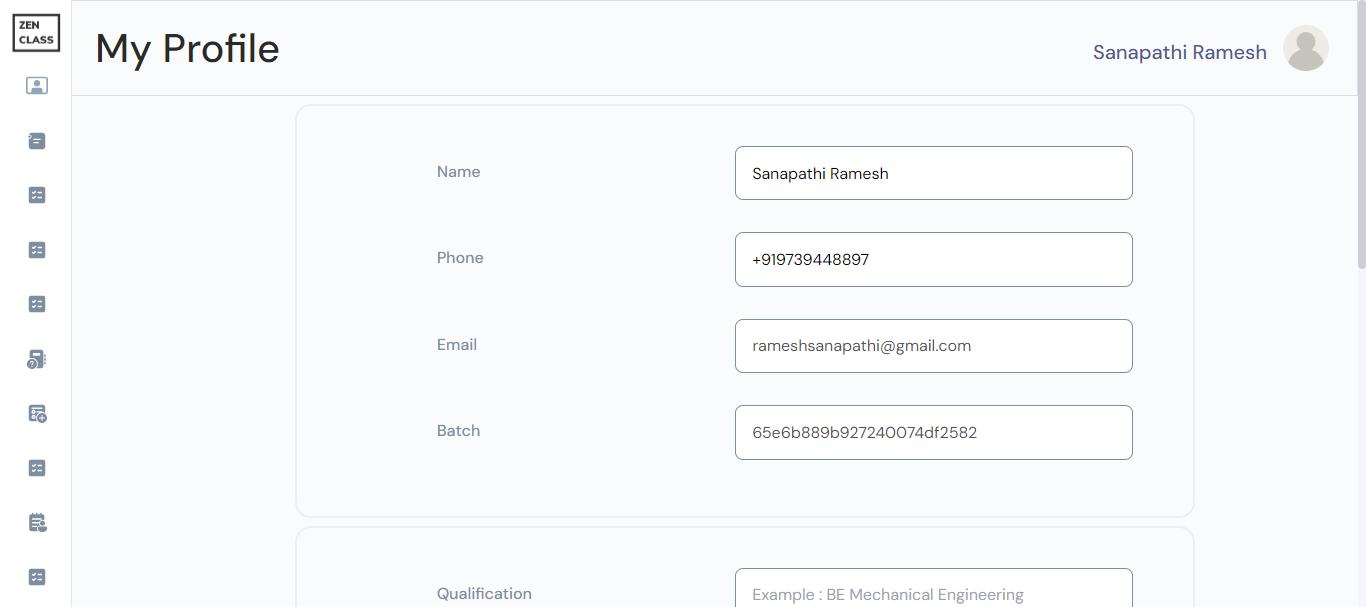 ZEN
CLASS
My Profile
Sanapathi Ramesh
Name
Sanapathi Ramesh
Phone
+919739448897
Email
rameshsanapathi@gmail.com
Batch
65e6b889b927240074df2582
Qualification
Example : BE Mechanical Engineering